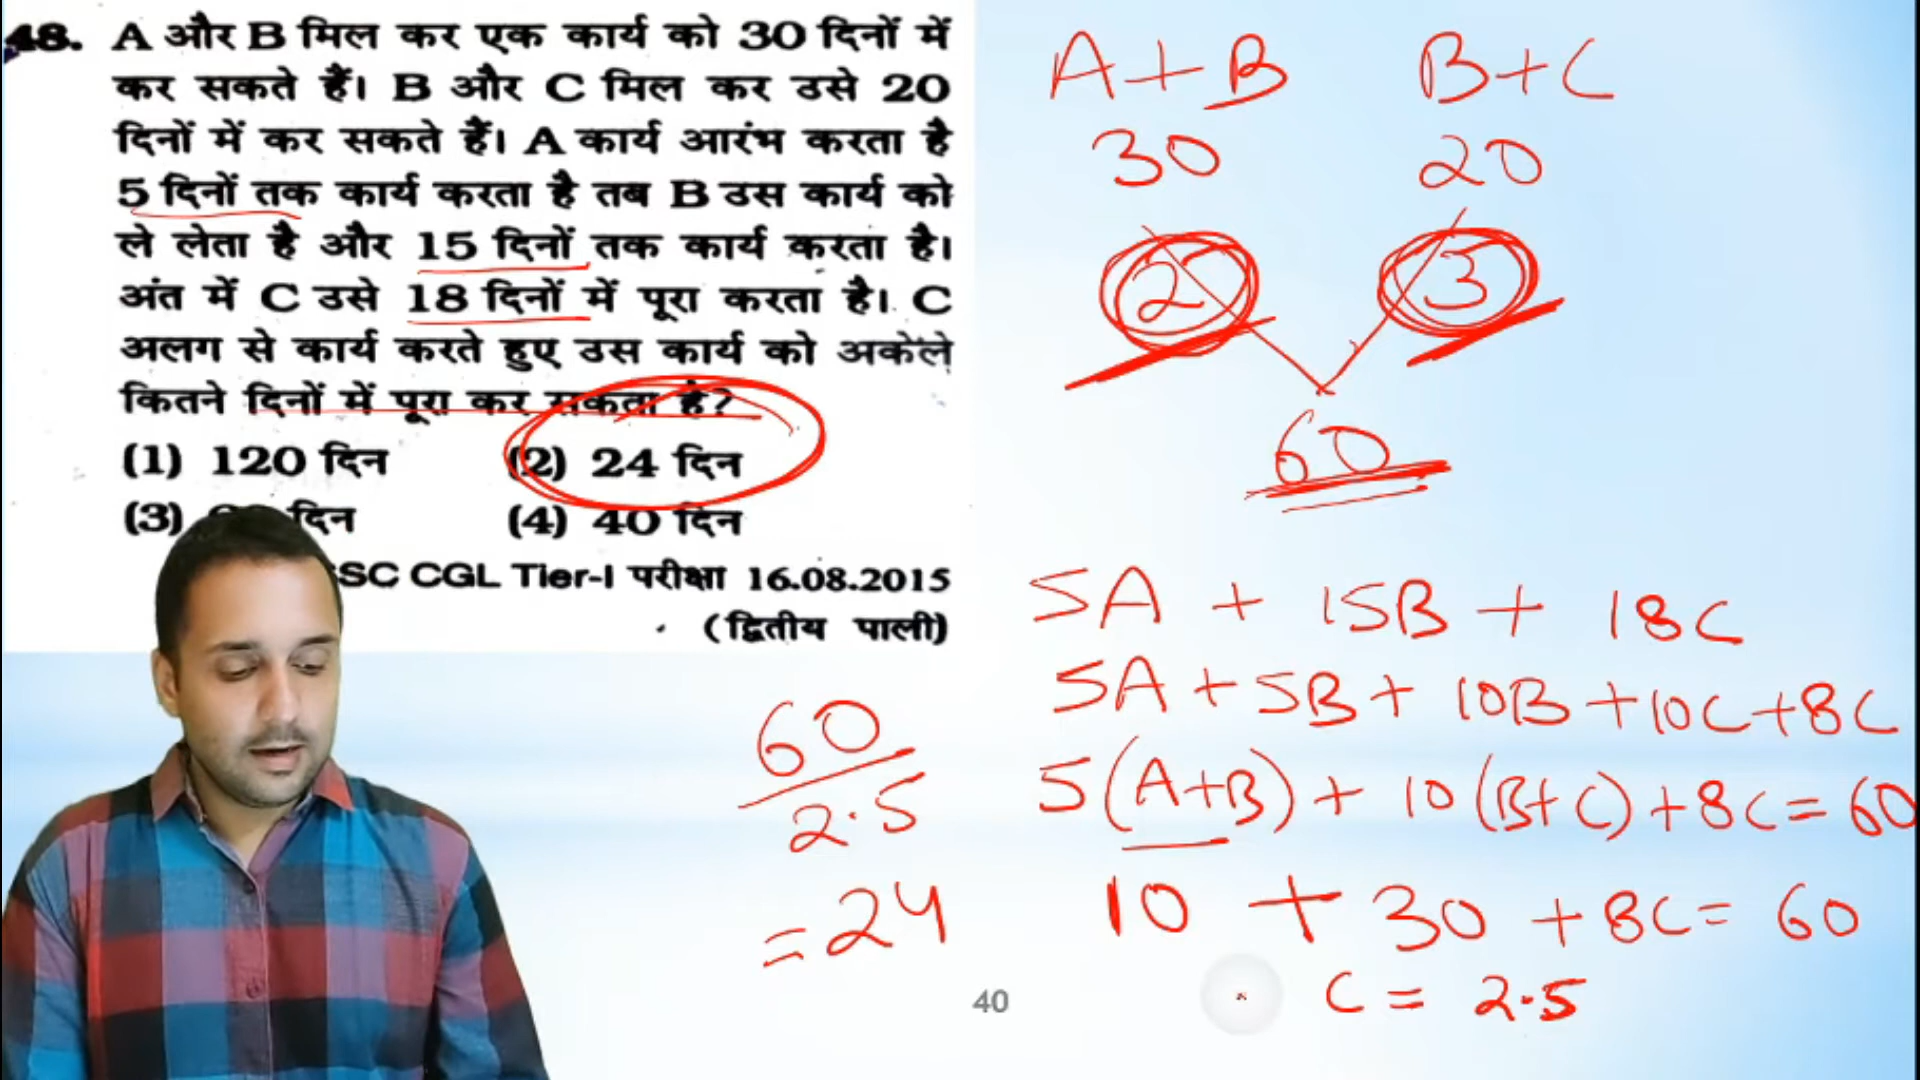 48. A और B मिल कर एक कार्य को 30 दिनों में
कर सकते हैं। B और C मिल कर उसे 20
दिनों में कर सकते हैं। A कार्य आरंभ करता है
5 दिनों तक कार्य करता है तब B उस कार्य को
ले लेता है और 15 दिनों तक कार्य करता है।
अंत में C उसे 18 दिनों में पूरा करता है। C
अलग से कार्य करते हुए उस कार्य को अकेले
कितने दिनों में पूरा कर सकता है?
(1) 120 दिन (2) 24 दिन
(3) दिन (4) 40 दिन
SSC CGL Tier-I परीक्षा 16.08.2015
(द्वितीय पाली)
A+B B+C
30 20
2 3
60
5A + 15B + 18C
5A + 5B + 10B + 10C + 8C
5(A+B) + 10(B+C) + 8C = 60
10 + 30 + 8C = 60
C = 2.5
60
2.5
= 24
40